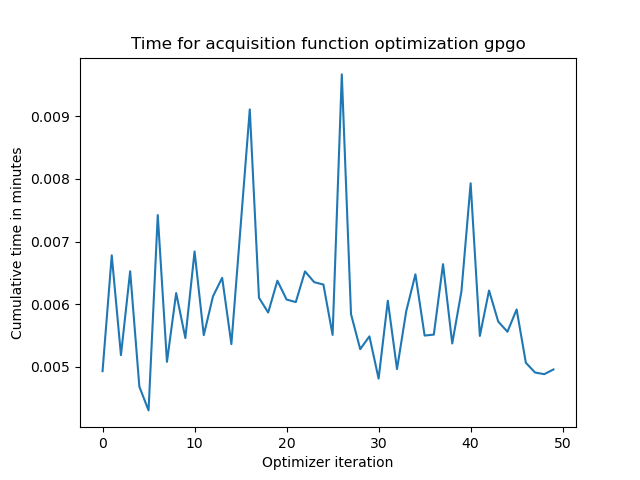 Time for acquisition function optimization gpgo
Cumulative time in minutes
0.009
0.008
0.007
0.006
0.005
0 10 20 30 40 50
Optimizer iteration